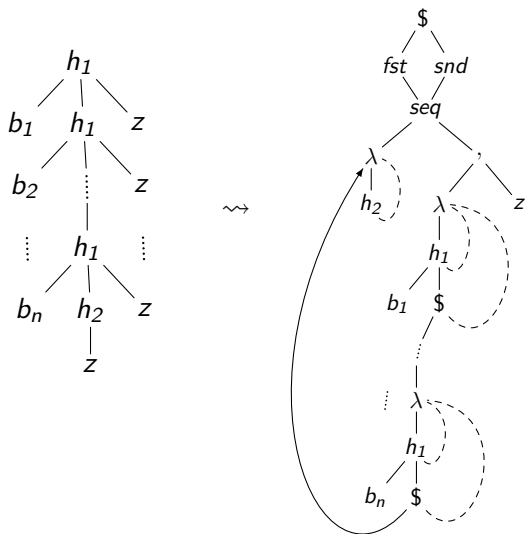 $
h₁ fst snd
b₁ h₁ z seq
b₂ z λ ,
h₂ λ z
⇝
h₁ h₁
b₁ $
bₙ h₂ z
z
λ
h₁
bₙ $